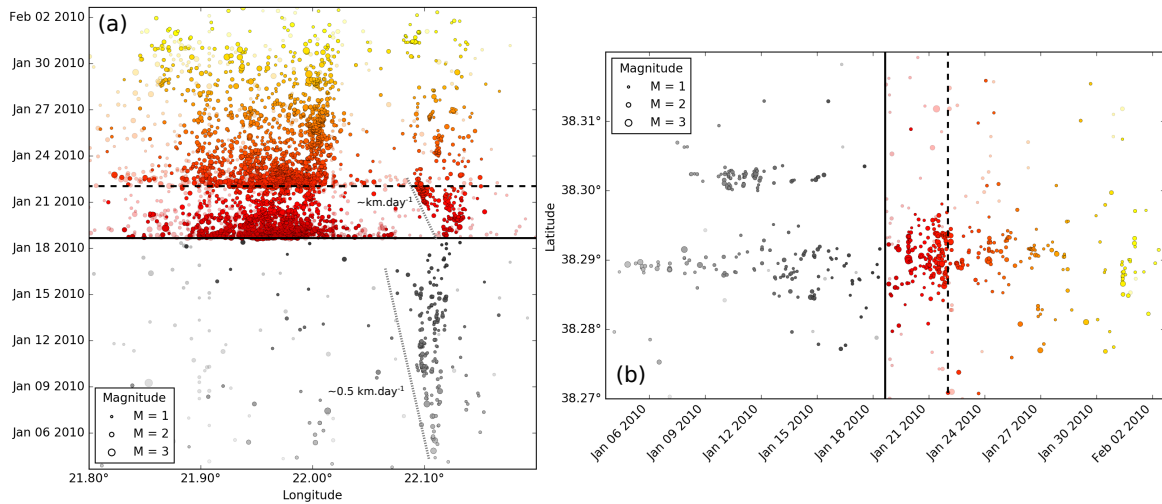 (a)
Feb 02 2010
Jan 30 2010
Jan 27 2010
Jan 24 2010
Jan 21 2010
Jan 18 2010
Jan 15 2010
Jan 12 2010
Jan 09 2010
Jan 06 2010
~km.day-1
~0.5 km.day-1
Magnitude
M = 1
M = 2
M = 3
21.80°
21.90°
22.00°
22.10°
Longitude
Magnitude
M = 1
M = 2
M = 3
38.31°
38.30°
38.29°
38.28°
38.27°
Latitude
(b)
Jan 06 2010
Jan 09 2010
Jan 12 2010
Jan 15 2010
Jan 18 2010
Jan 21 2010
Jan 24 2010
Jan 27 2010
Jan 30 2010
Feb 02 2010